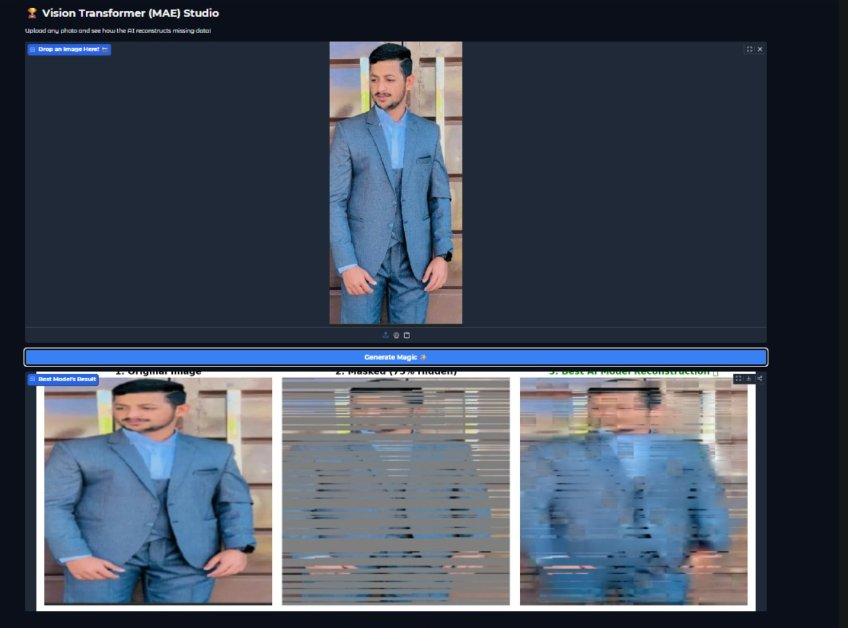 🏆 Vision Transformer (MAE) Studio
Upload any photo and see how the AI reconstructs missing data!
Drop an Image Here!
Generate Magic ✨
Best Model's Result
1. Original Image
2. Masked (75% Hidden)
3. Best AI Model Reconstruction